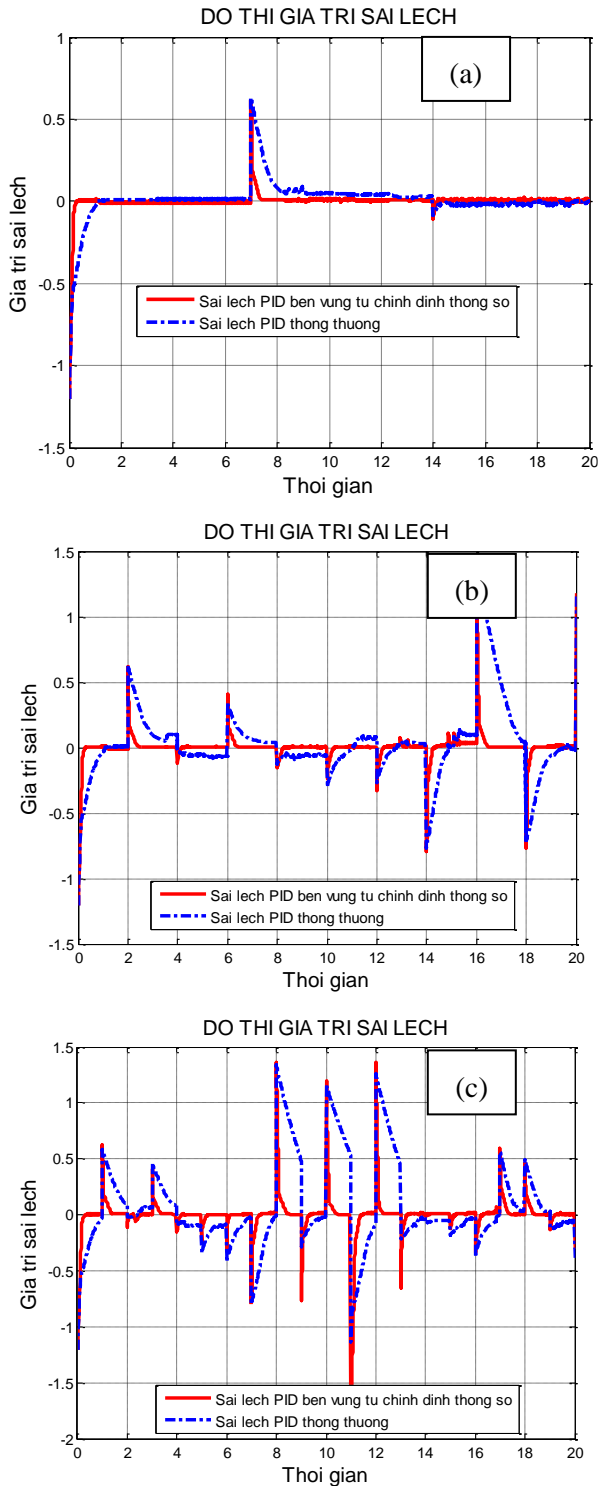 DO THI GIA TRI SAI LECH
(a)
1
0.5
0
-0.5
-1
-1.5
Gia tri sai lech
Sai lech PID ben vung tu chinh dinh thong so
Sai lech PID thong thuong
0 2 4 6 8 10 12 14 16 18 20
Thoi gian
DO THI GIA TRI SAI LECH
(b)
1.5
1
0.5
0
-0.5
-1
-1.5
Gia tri sai lech
Sai lech PID ben vung tu chinh dinh thong so
Sai lech PID thong thuong
0 2 4 6 8 10 12 14 16 18 20
Thoi gian
DO THI GIA TRI SAI LECH
(c)
1.5
1
0.5
0
-0.5
-1
-1.5
-2
Gia tri sai lech
Sai lech PID ben vung tu chinh dinh thong so
Sai lech PID thong thuong
0 2 4 6 8 10 12 14 16 18 20
Thoi gian